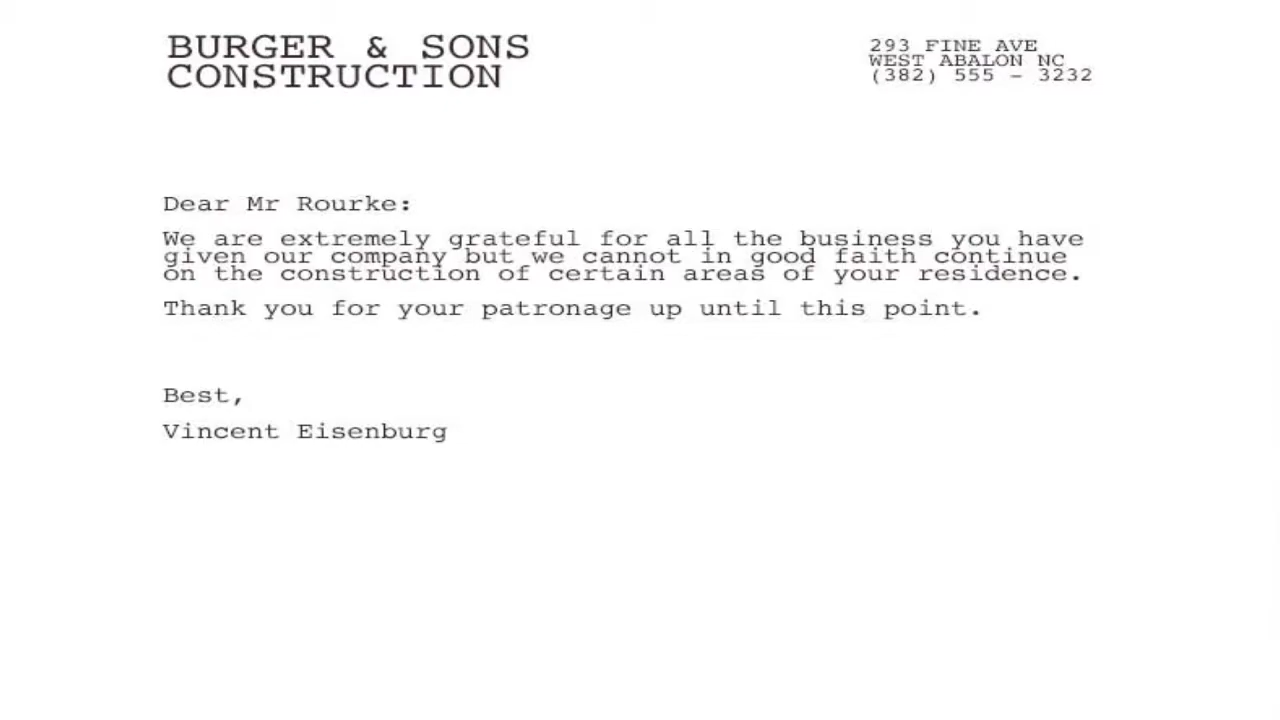 BURGER & SONS
CONSTRUCTION
293 FINE AVE
WEST ABALON NC
(382) 555 – 3232
Dear Mr Rourke:
We are extremely grateful for all the business you have
given our company but we cannot in good faith continue
on the construction of certain areas of your residence.
Thank you for your patronage up until this point.
Best,
Vincent Eisenburg